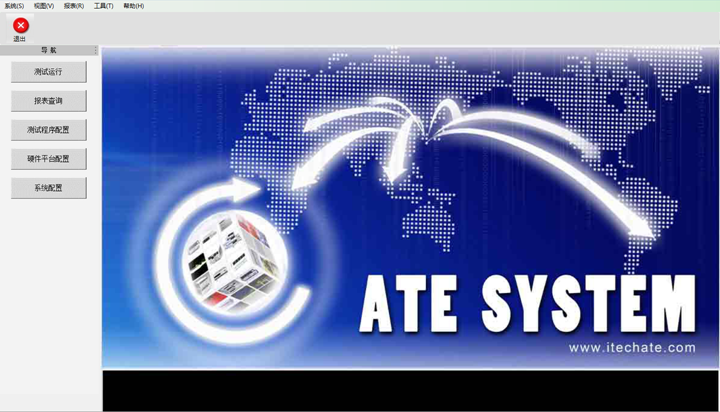 系统(S) 视图(V) 报表(R) 工具(T) 帮助(H)
退出
导 航
测试运行
报表查询
测试程序配置
硬件平台配置
系统配置
ATE SYSTEM
www.itechate.com